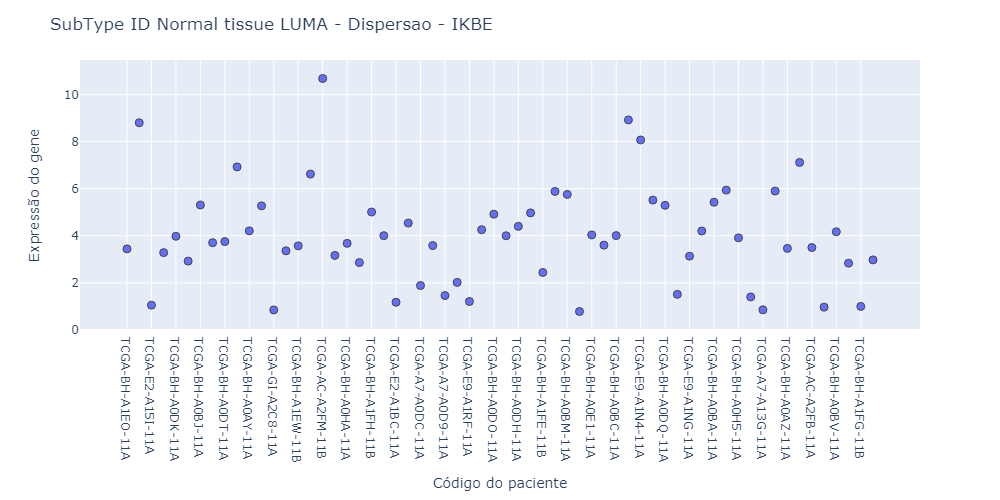 SubType ID Normal tissue LUMA - Dispersao - IKBE
Expressão do gene
10
8
6
4
2
0
TCGA-BH-A1EO-11A
TCGA-E2-A15I-11A
TCGA-BH-A0DK-11A
TCGA-BH-A0BJ-11A
TCGA-BH-A0DT-11A
TCGA-BH-A0AY-11A
TCGA-GI-A2C8-11A
TCGA-BH-A1EW-11B
TCGA-AC-A2FM-11B
TCGA-BH-A0HA-11A
TCGA-BH-A1FH-11B
TCGA-E2-A1BC-11A
TCGA-A7-A0DC-11A
TCGA-A7-A0D9-11A
TCGA-E9-A1RF-11A
TCGA-BH-A0DO-11A
TCGA-BH-A0DH-11A
TCGA-BH-A1FE-11B
TCGA-BH-A0BM-11A
TCGA-BH-A0E1-11A
TCGA-BH-A0BC-11A
TCGA-E9-A1N4-11A
TCGA-BH-A0DQ-11A
TCGA-E9-A1NG-11A
TCGA-BH-A0BA-11A
TCGA-BH-A0H5-11A
TCGA-A7-A13G-11A
TCGA-BH-A0AZ-11A
TCGA-AC-A2FB-11A
TCGA-BH-A0BV-11A
TCGA-BH-A1FG-11B
Código do paciente